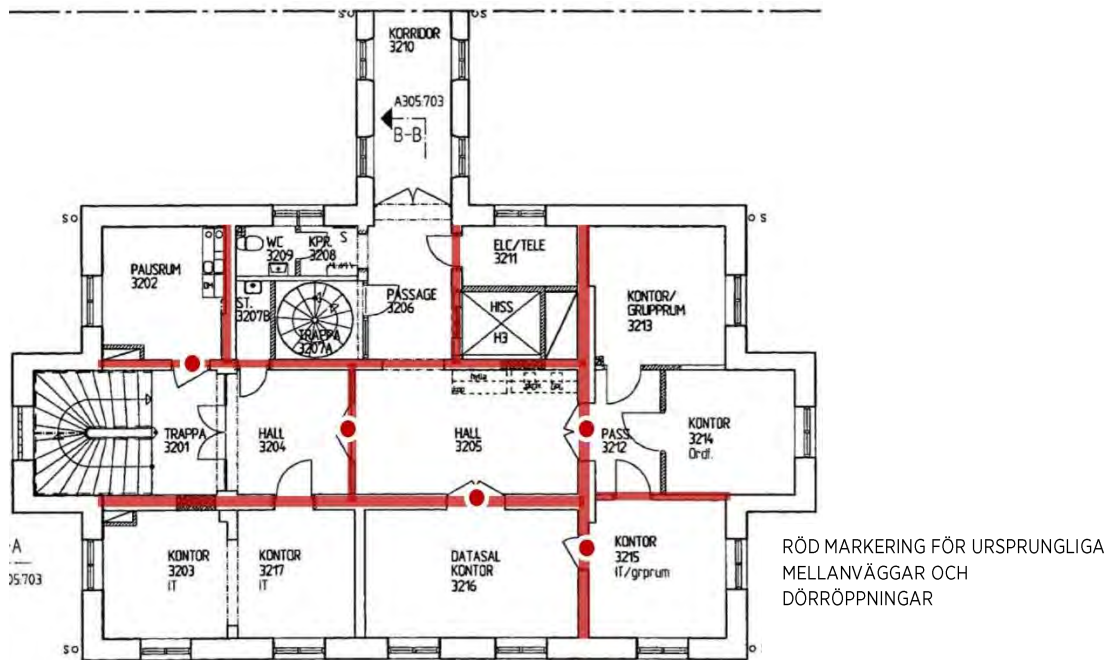 KORRIDOR
3210
A305:703
B-B
S
S
S
S
PAUSRUM
3202
WC
3209
KPR.
3208
S
ST.
3207B
TRAPPA
3207A
PASSAGE
3206
ELC/TELE
3211
HISS
H3
KONTOR/
GRUPPRUM
3213
TRAPPA
3201
HALL
3204
HALL
3205
PASS.
3212
KONTOR
3214
Ordf.
KONTOR
3203
IT
KONTOR
3217
IT
DATASAL
KONTOR
3216
KONTOR
3215
IT/grprum
-A
05:703
S
S
RÖD MARKERING FÖR URSPRUNGLIGA
MELLANVÄGGAR OCH
DÖRRÖPPNINGAR